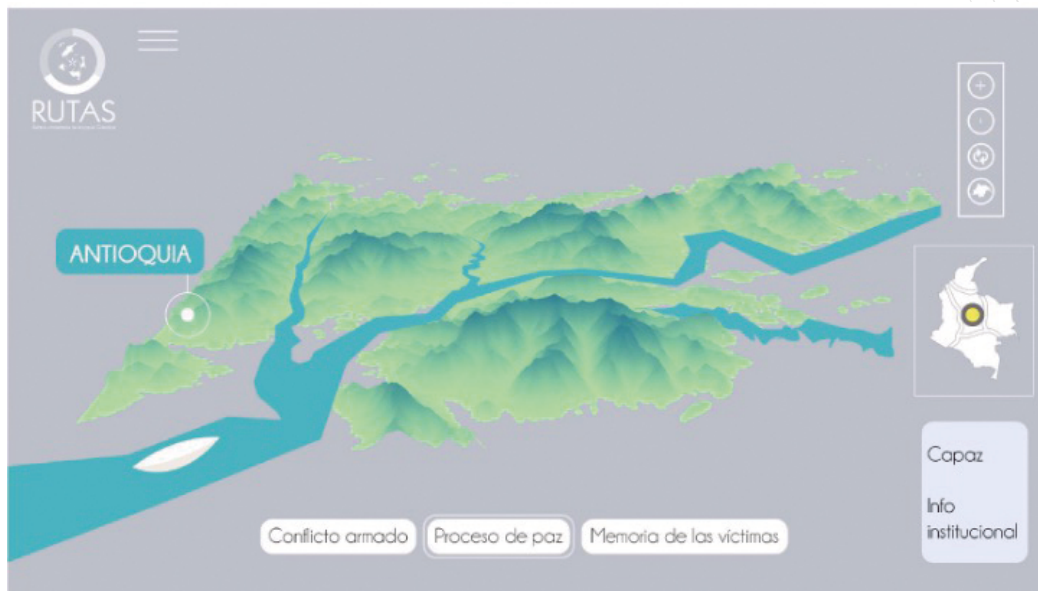 RUTAS
ANTIOQUIA
Conflicto armado
Proceso de paz
Memoria de las víctimas
Capaz
Info
institucional